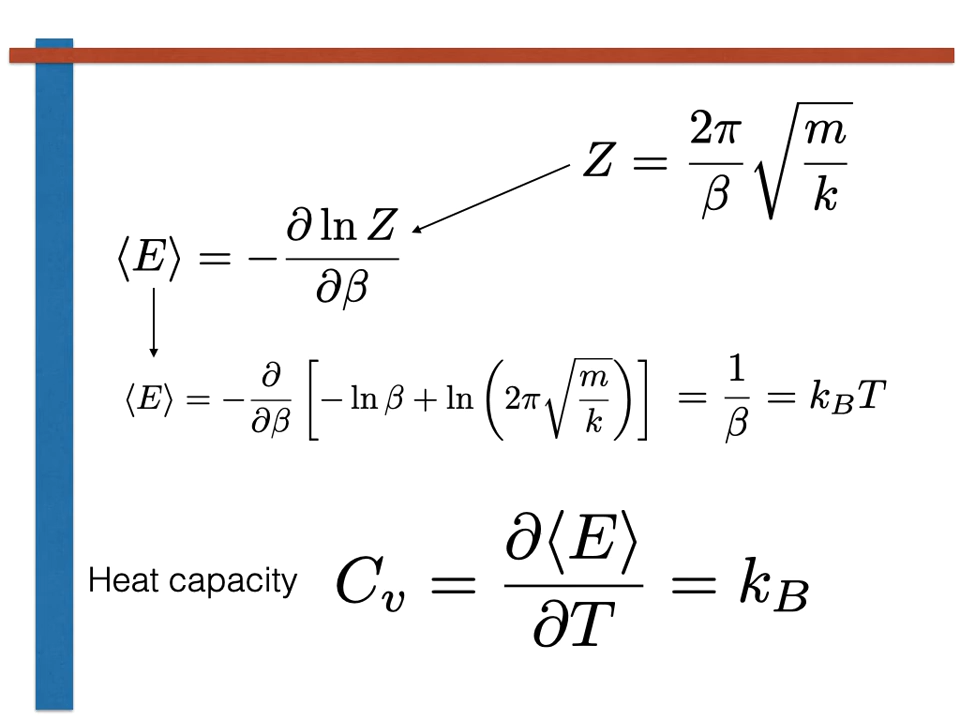 Z = \frac{2\pi}{\beta} \sqrt{\frac{m}{k}}
\langle E \rangle = -\frac{\partial \ln Z}{\partial \beta}
\langle E \rangle = -\frac{\partial}{\partial \beta} \left[ -\ln \beta + \ln \left( 2\pi \sqrt{\frac{m}{k}} \right) \right] = \frac{1}{\beta} = k_B T
Heat capacity C_v = \frac{\partial \langle E \rangle}{\partial T} = k_B